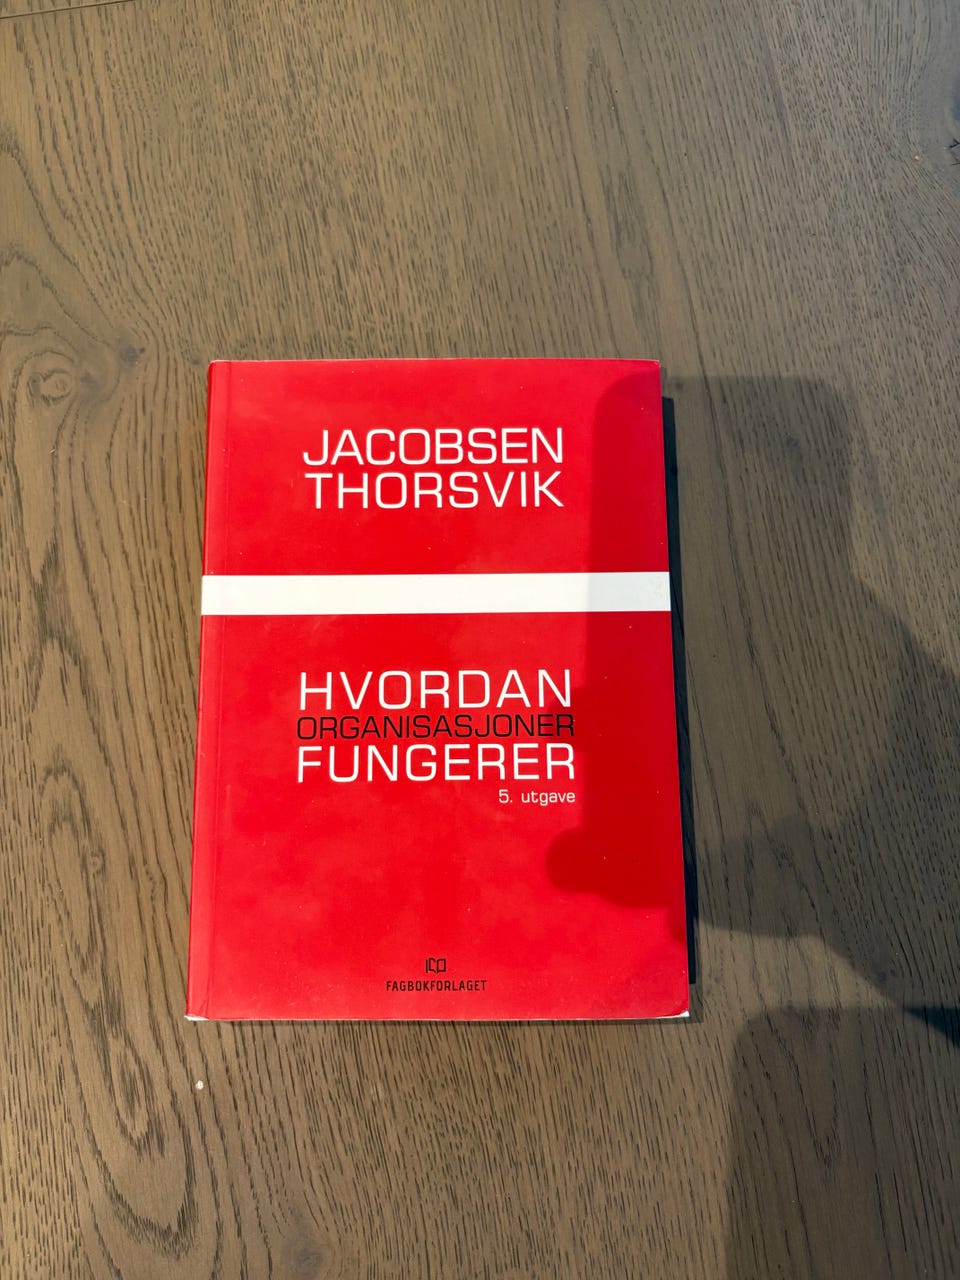 JACOBSEN
THORSVIK
HVORDAN
ORGANISASJONER
FUNGERER
5. utgave
FAGBOKFORLAGET